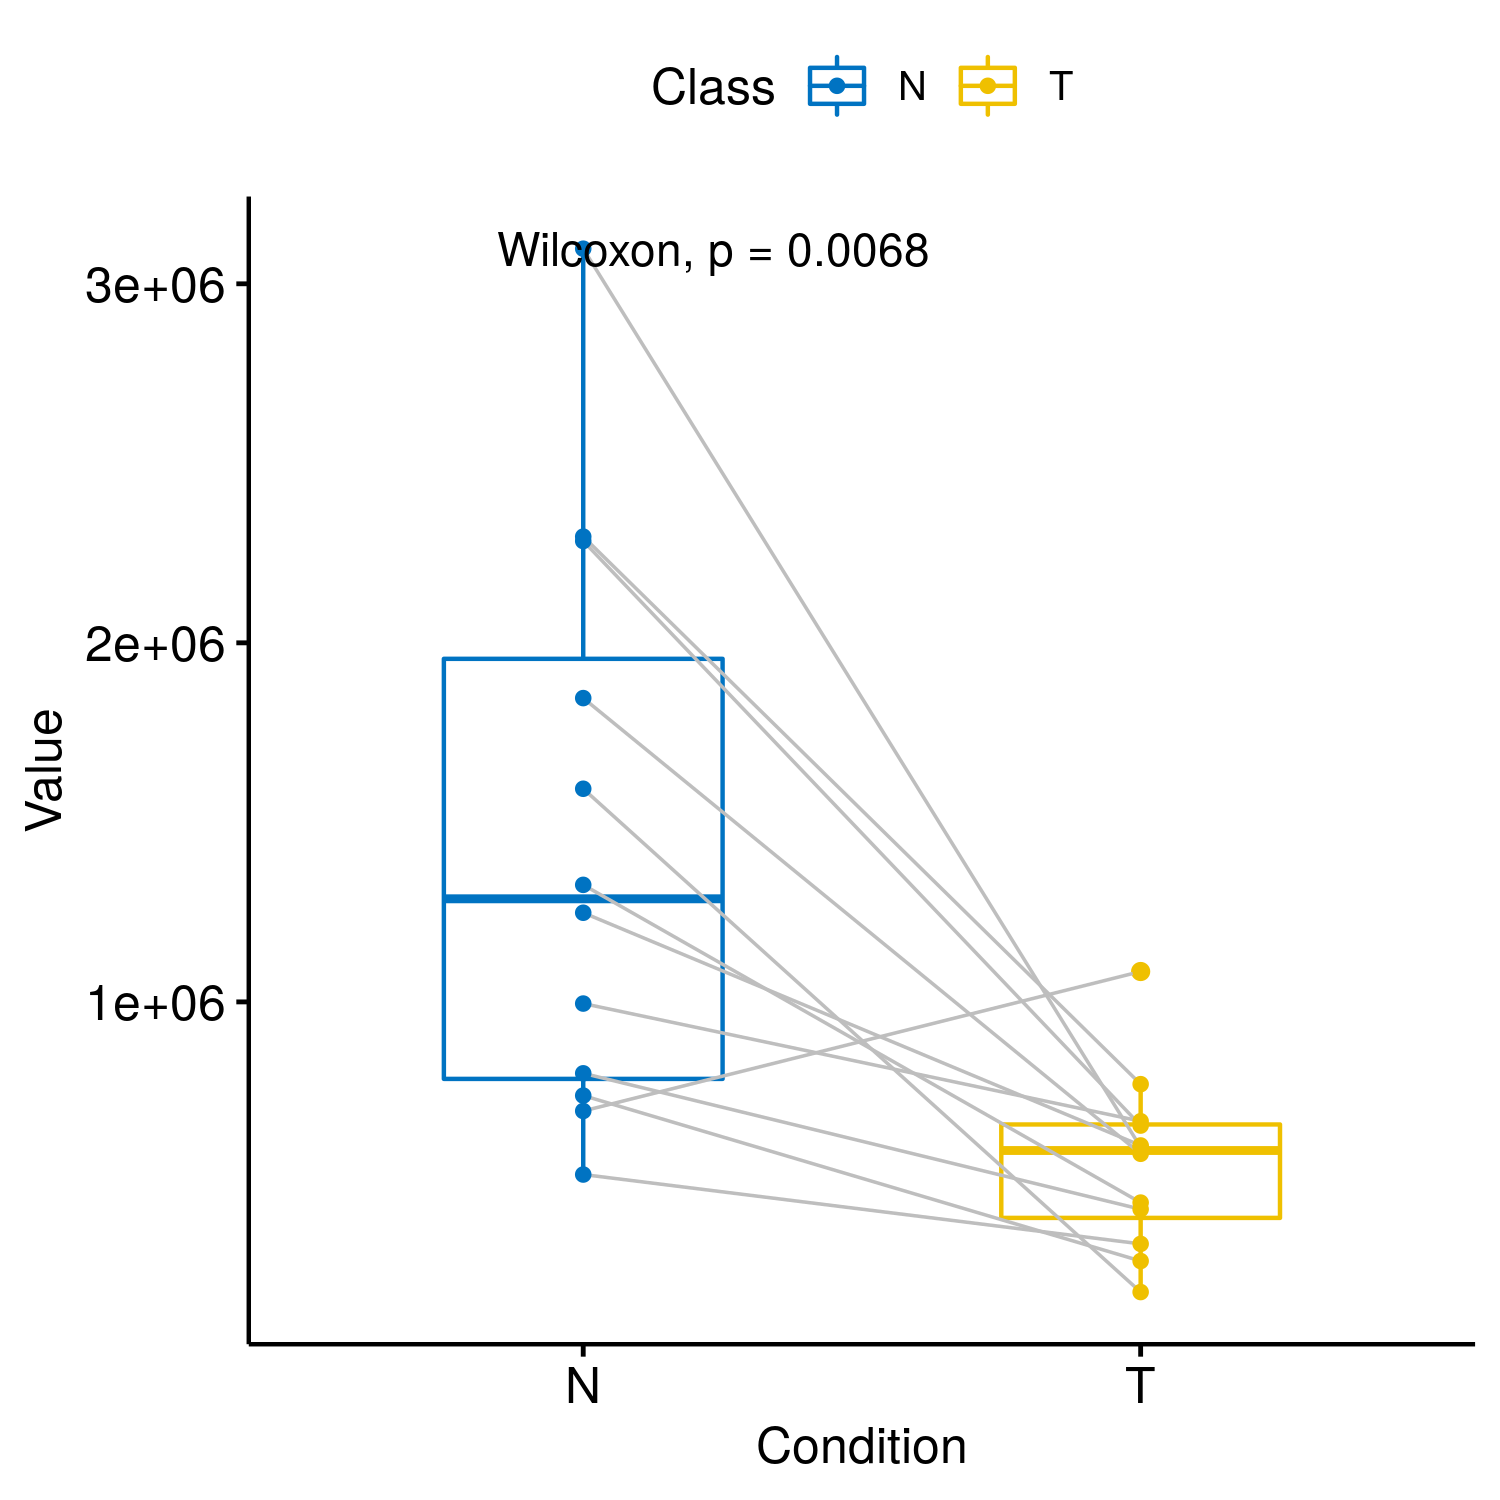 Class N T
Wilcoxon, p = 0.0068
3e+06
2e+06
1e+06
Value
N T
Condition